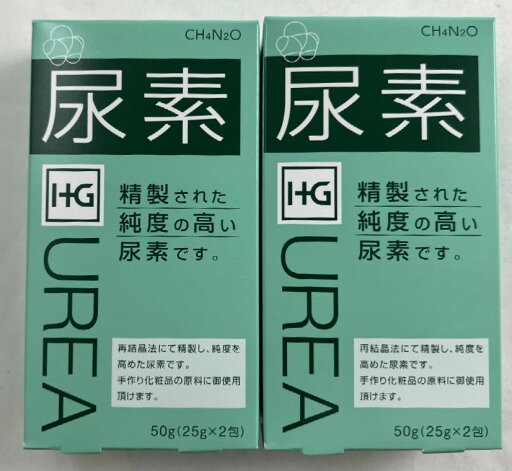 CH4N2O
尿素
HG
精製された
純度の高い
尿素です。
UREA
再結晶法にて精製し、純度を
高めた尿素です。
手作り化粧品の原料に御使用
頂けます。
50g(25g×2包)
CH4N2O
尿素
HG
精製された
純度の高い
尿素です。
UREA
再結晶法にて精製し、純度を
高めた尿素です。
手作り化粧品の原料に御使用
頂けます。
50g(25g×2包)